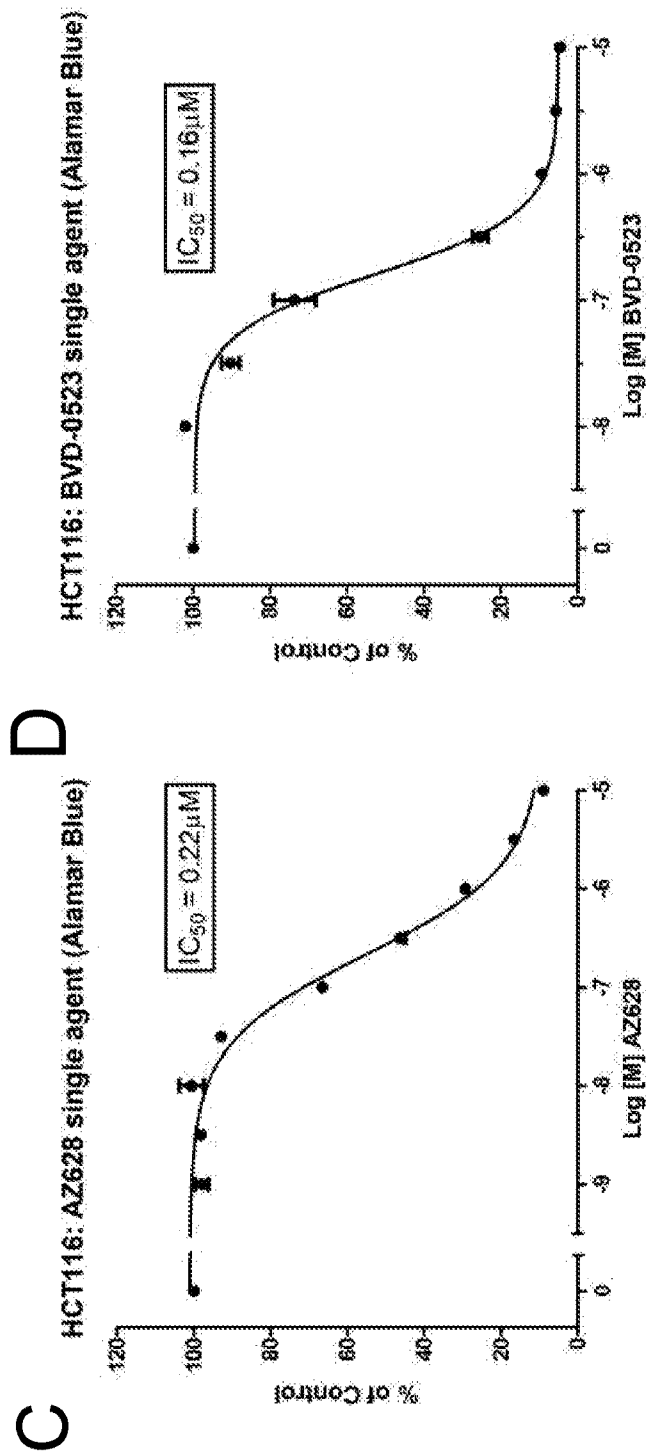 C
HCT116: AZ628 single agent (Alamar Blue)
IC50 = 0.22µM
% of Control
120
100
80
60
40
20
0
0 -9 -8 -7 -6 -5
Log [M] AZ628
D
HCT116: BVD-0523 single agent (Alamar Blue)
IC50 = 0.16µM
% of Control
120
100
80
60
40
20
0
0 -8 -7 -6 -5
Log [M] BVD-0523